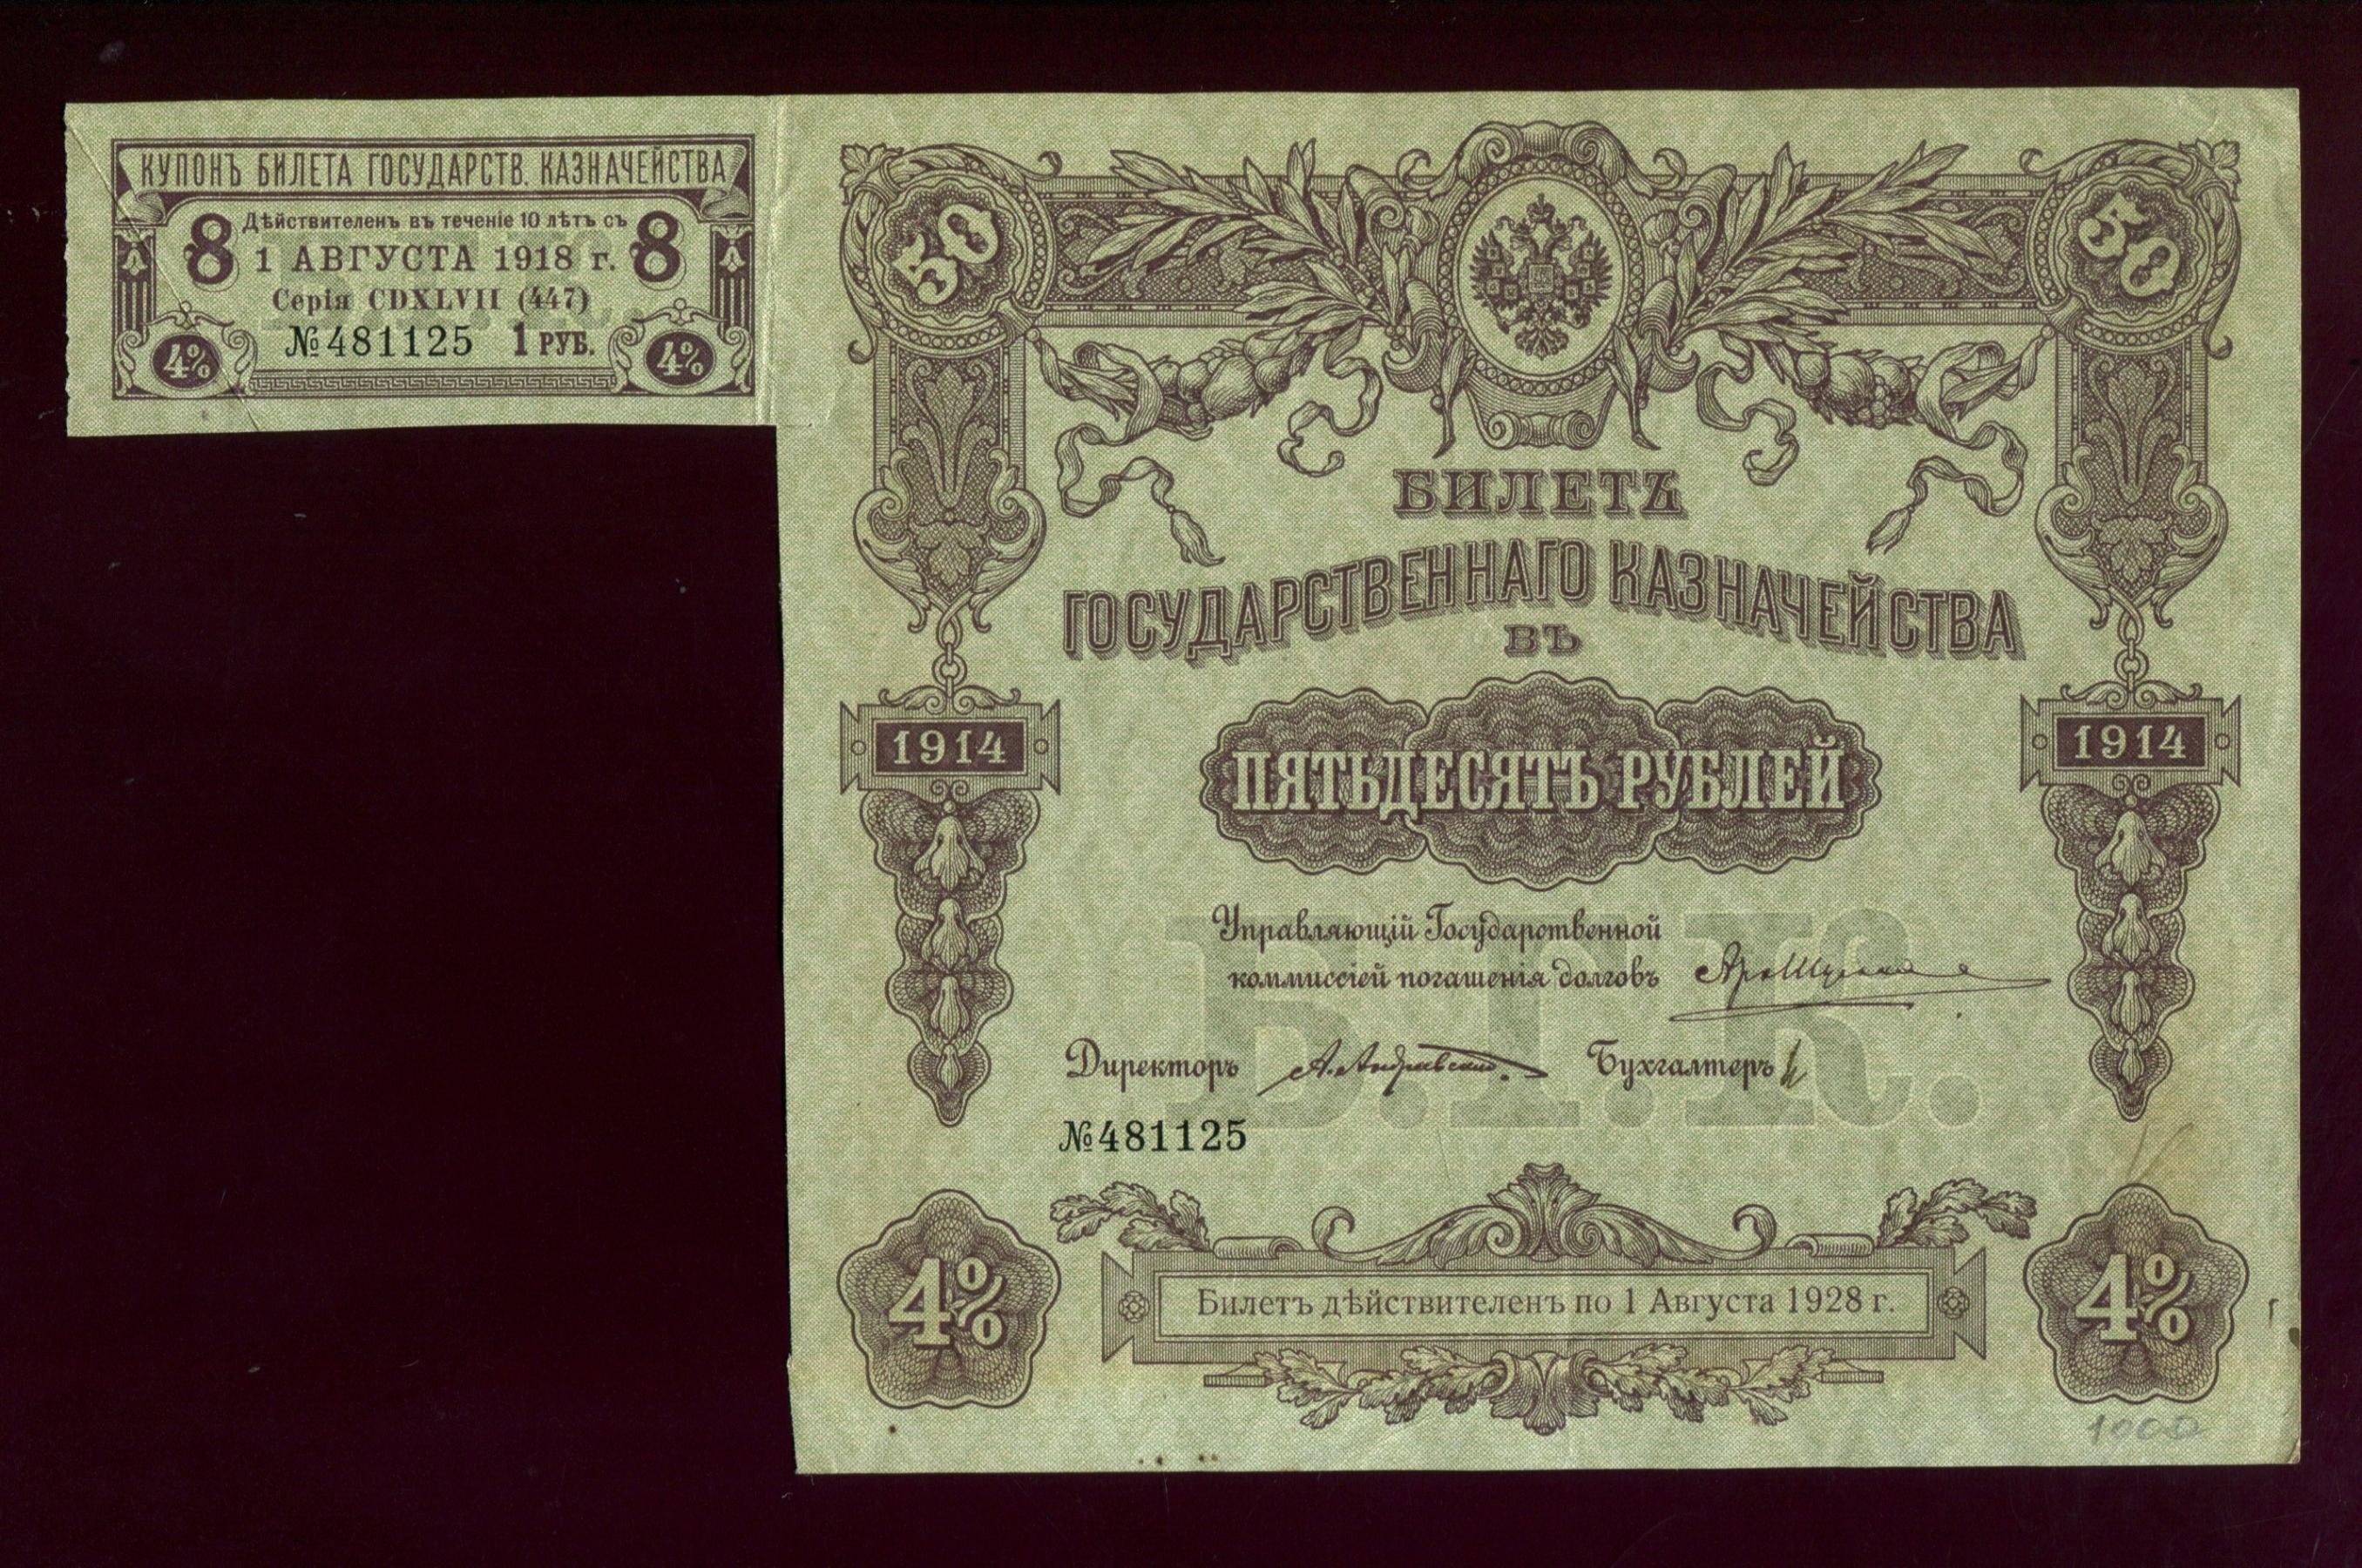 КУПОНЪ БИЛЕТА ГОСУДАРСТВ. КАЗНАЧЕЙСТВА
8 Дѣйствителенъ въ теченіе 10 лѣтъ съ 8
1 АВГУСТА 1918 г.
Серія CDXLVII (447)
№481125 1 РУБ.
4% 4%
50 50
БИЛЕТЪ
ГОСУДАРСТВЕННАГО КАЗНАЧЕЙСТВА
ВЪ
1914 1914
ПЯТЬДЕСЯТЪ РУБЛЕЙ
Управляющій Государственной
коммиссіей погашенія долговъ
Директоръ Бухгалтеръ
Б.Г.К.
№481125
4% 4%
Билетъ дѣйствителенъ по 1 Августа 1928 г.
1000